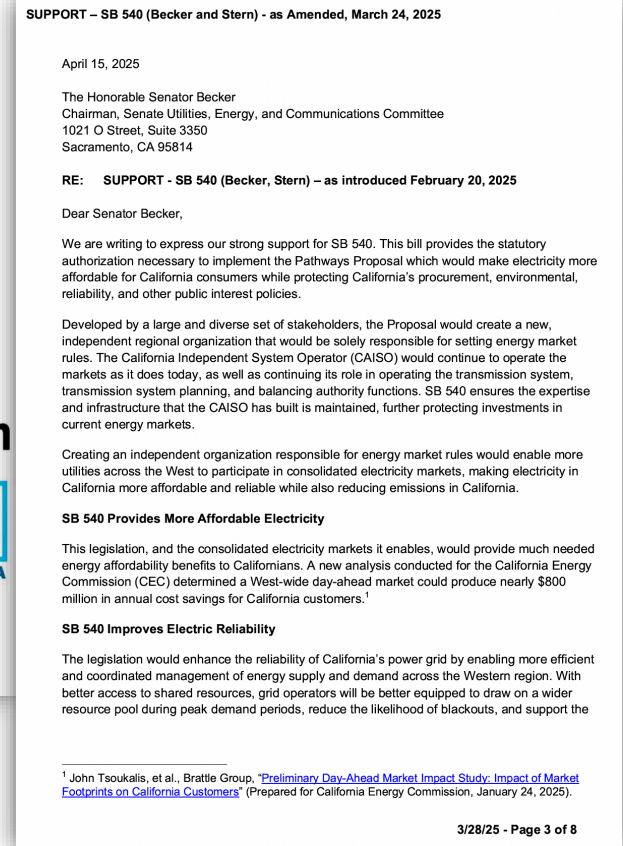 SUPPORT – SB 540 (Becker and Stern) - as Amended, March 24, 2025
April 15, 2025
The Honorable Senator Becker
Chairman, Senate Utilities, Energy, and Communications Committee
1021 O Street, Suite 3350
Sacramento, CA 95814
RE: SUPPORT - SB 540 (Becker, Stern) – as introduced February 20, 2025
Dear Senator Becker,
We are writing to express our strong support for SB 540. This bill provides the statutory
authorization necessary to implement the Pathways Proposal which would make electricity more
affordable for California consumers while protecting California's procurement, environmental,
reliability, and other public interest policies.
Developed by a large and diverse set of stakeholders, the Proposal would create a new,
independent regional organization that would be solely responsible for setting energy market
rules. The California Independent System Operator (CAISO) would continue to operate the
markets as it does today, as well as continuing its role in operating the transmission system,
transmission system planning, and balancing authority functions. SB 540 ensures the expertise
and infrastructure that the CAISO has built is maintained, further protecting investments in
current energy markets.
Creating an independent organization responsible for energy market rules would enable more
utilities across the West to participate in consolidated electricity markets, making electricity in
California more affordable and reliable while also reducing emissions in California.
SB 540 Provides More Affordable Electricity
This legislation, and the consolidated electricity markets it enables, would provide much needed
energy affordability benefits to Californians. A new analysis conducted for the California Energy
Commission (CEC) determined a West-wide day-ahead market could produce nearly $800
million in annual cost savings for California customers.1
SB 540 Improves Electric Reliability
The legislation would enhance the reliability of California's power grid by enabling more efficient
and coordinated management of energy supply and demand across the Western region. With
better access to shared resources, grid operators will be better equipped to draw on a wider
resource pool during peak demand periods, reduce the likelihood of blackouts, and support the
1 John Tsoukalis, et al., Brattle Group, "Preliminary Day-Ahead Market Impact Study: Impact of Market
Footprints on California Customers" (Prepared for California Energy Commission, January 24, 2025).
3/28/25 - Page 3 of 8